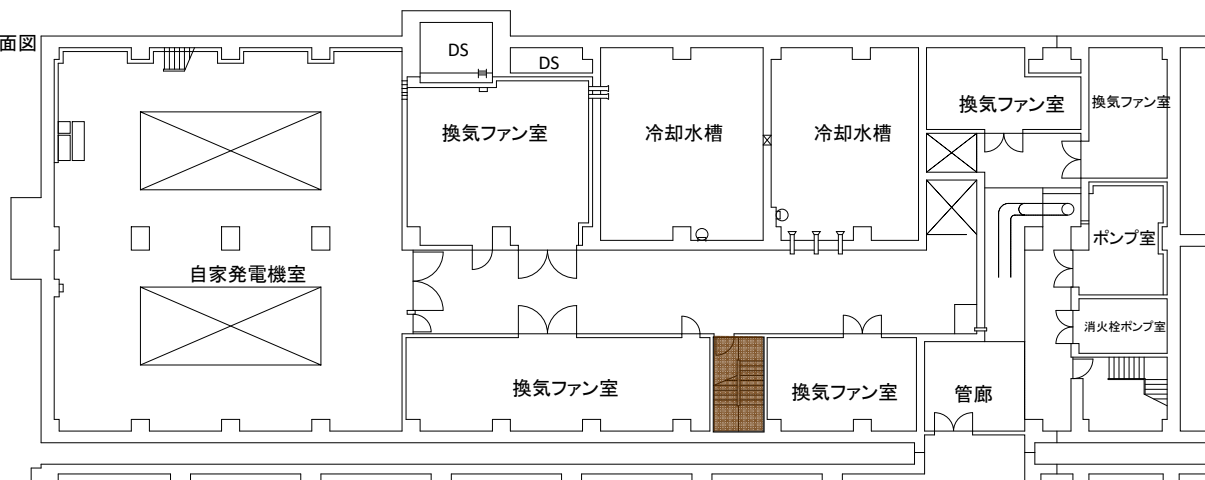 面図
DS
DS
換気ファン室
冷却水槽
冷却水槽
換気ファン室
換気ファン室
ポンプ室
自家発電機室
消火栓ポンプ室
換気ファン室
換気ファン室
管廊